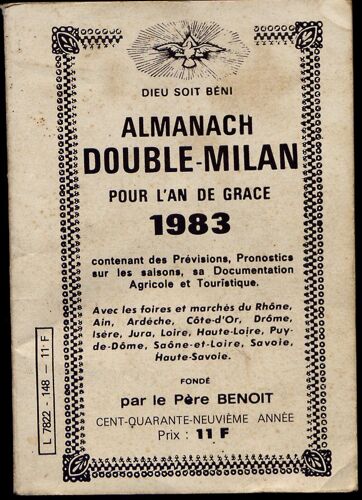 DIEU SOIT BÉNI
ALMANACH
DOUBLE-MILAN
POUR L'AN DE GRACE
1983
contenant des Prévisions, Pronostics
sur les saisons, sa Documentation
Agricole et Touristique.
Avec les foires et marchés du Rhône,
Ain, Ardèche, Côte-d'Or, Drôme,
Isère, Jura, Loire, Haute-Loire, Puy-
de-Dôme, Saône-et-Loire, Savoie,
Haute-Savoie.
FONDÉ
par le Père BENOIT
CENT-QUARANTE-NEUVIÈME ANNÉE
Prix : 11 F
L 7822 - 148 - 11 F